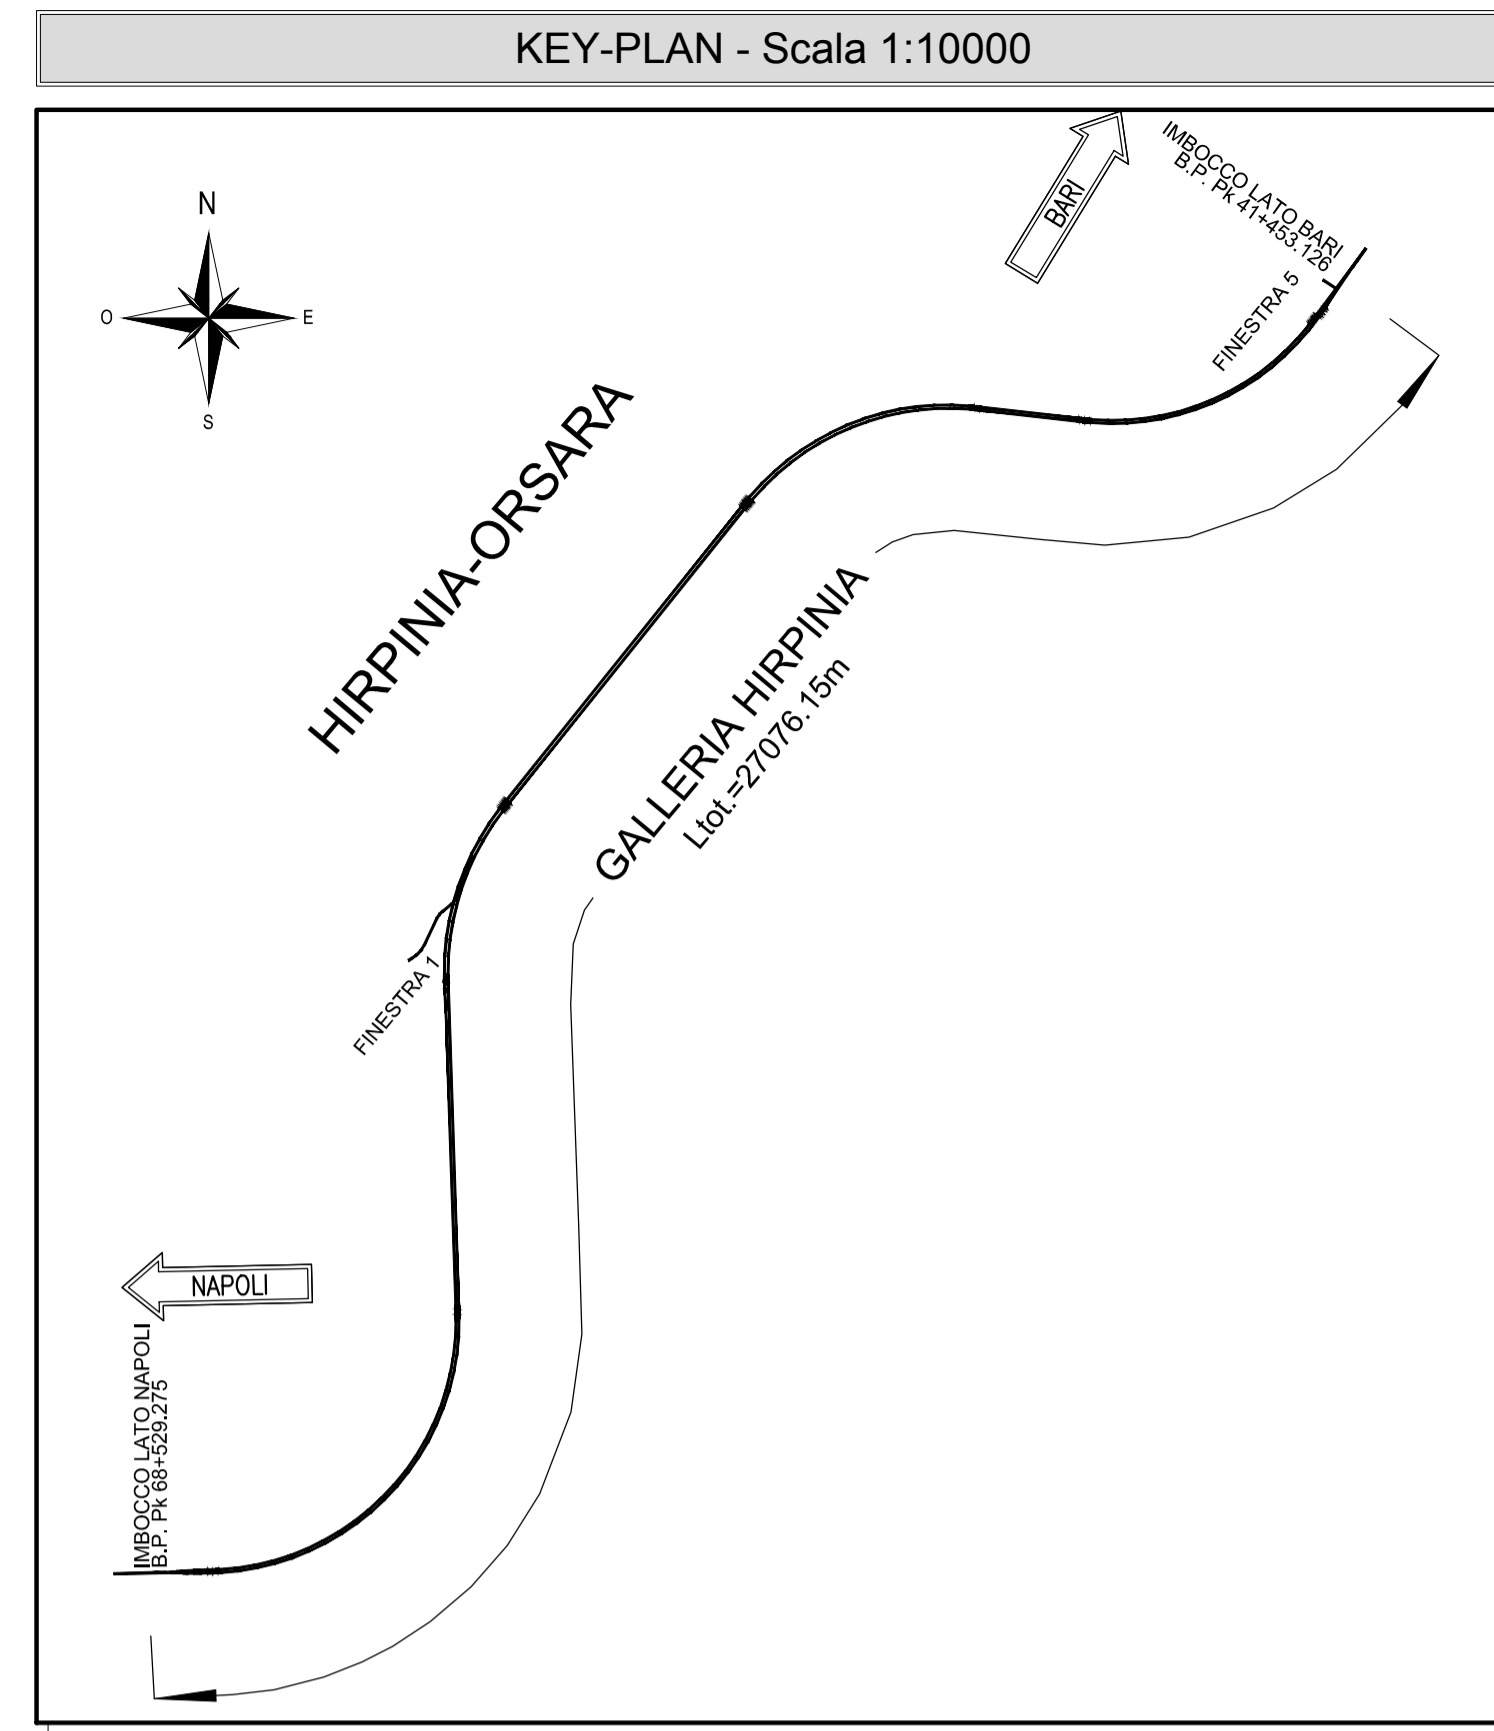 KEY-PLAN - Scala 1:10000
BARI
IMBOCCO LATO BARI
B.P. Pk 41+453.126
N
O
E
S
FINESTRA 5
HIRPINIA-ORSARA
GALLERIA HIRPINIA
Ltot.=27076.15m
FINESTRA 1
NAPOLI
IMBOCCO LATO NAPOLI
B.P. Pk 68+529.275